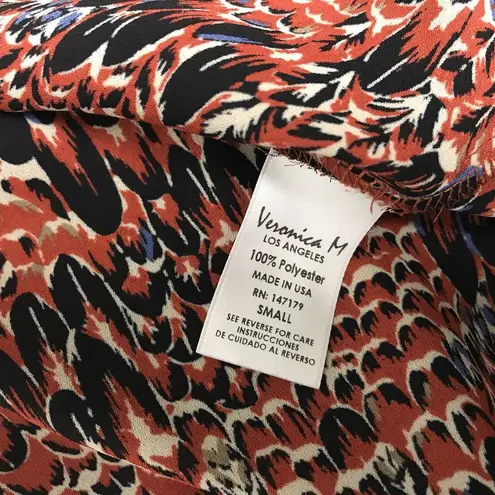 Veronica M
LOS ANGELES
100% Polyester
MADE IN USA
RN: 147179
SMALL
SEE REVERSE FOR CARE
INSTRUCCIONES
DE CUIDADO AL REVERSO